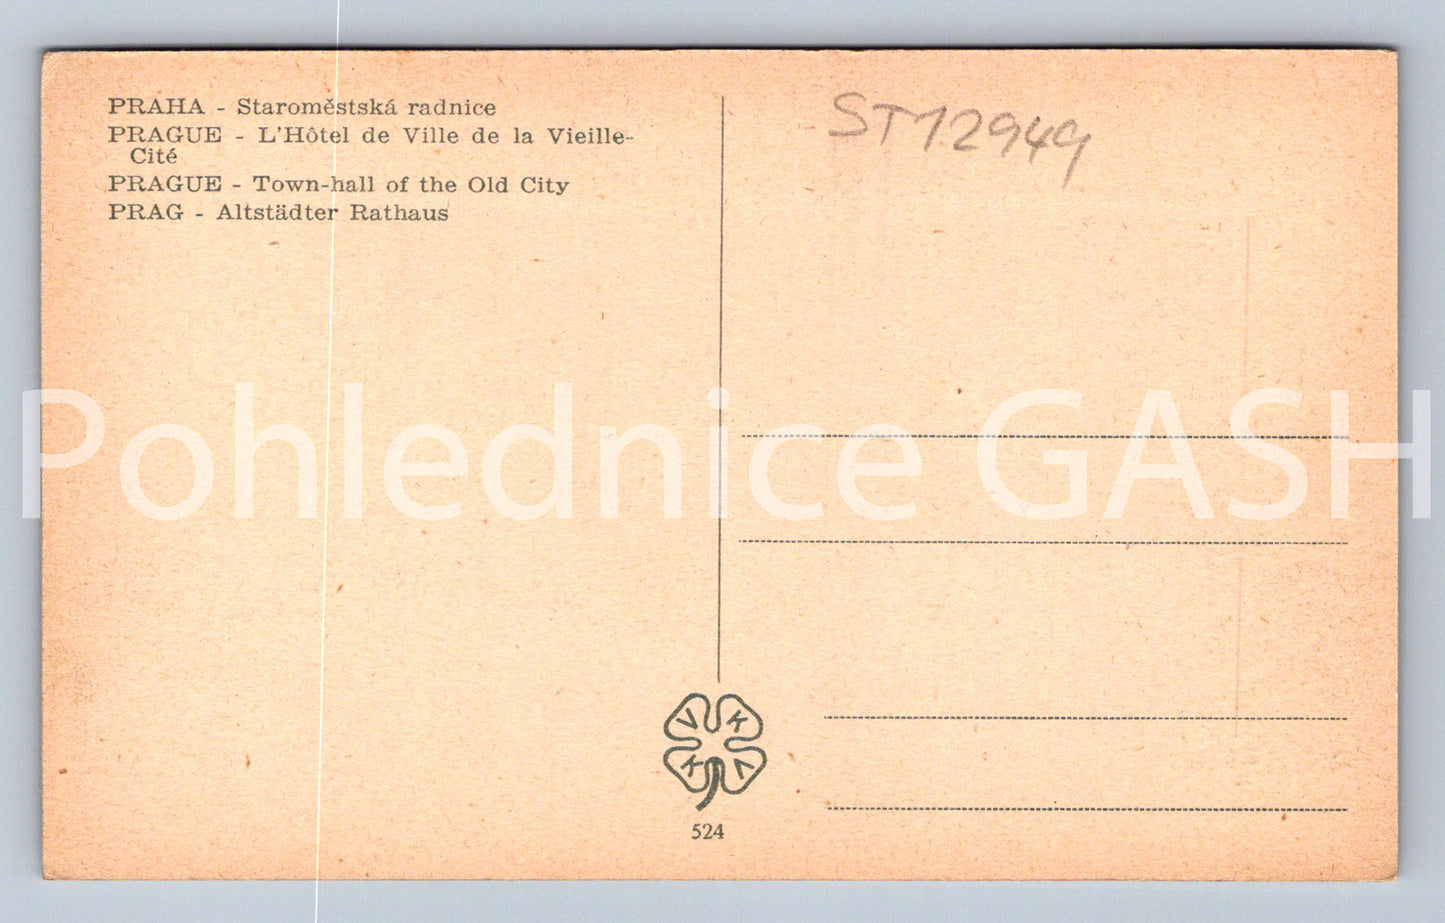 PRAHA - Staroměstská radnice
PRAGUE - L'Hôtel de Ville de la Vieille-
Cité
PRAGUE - Town-hall of the Old City
PRAG - Altstädter Rathaus
ST12949
Pohlednice GASH
V K
K V
524